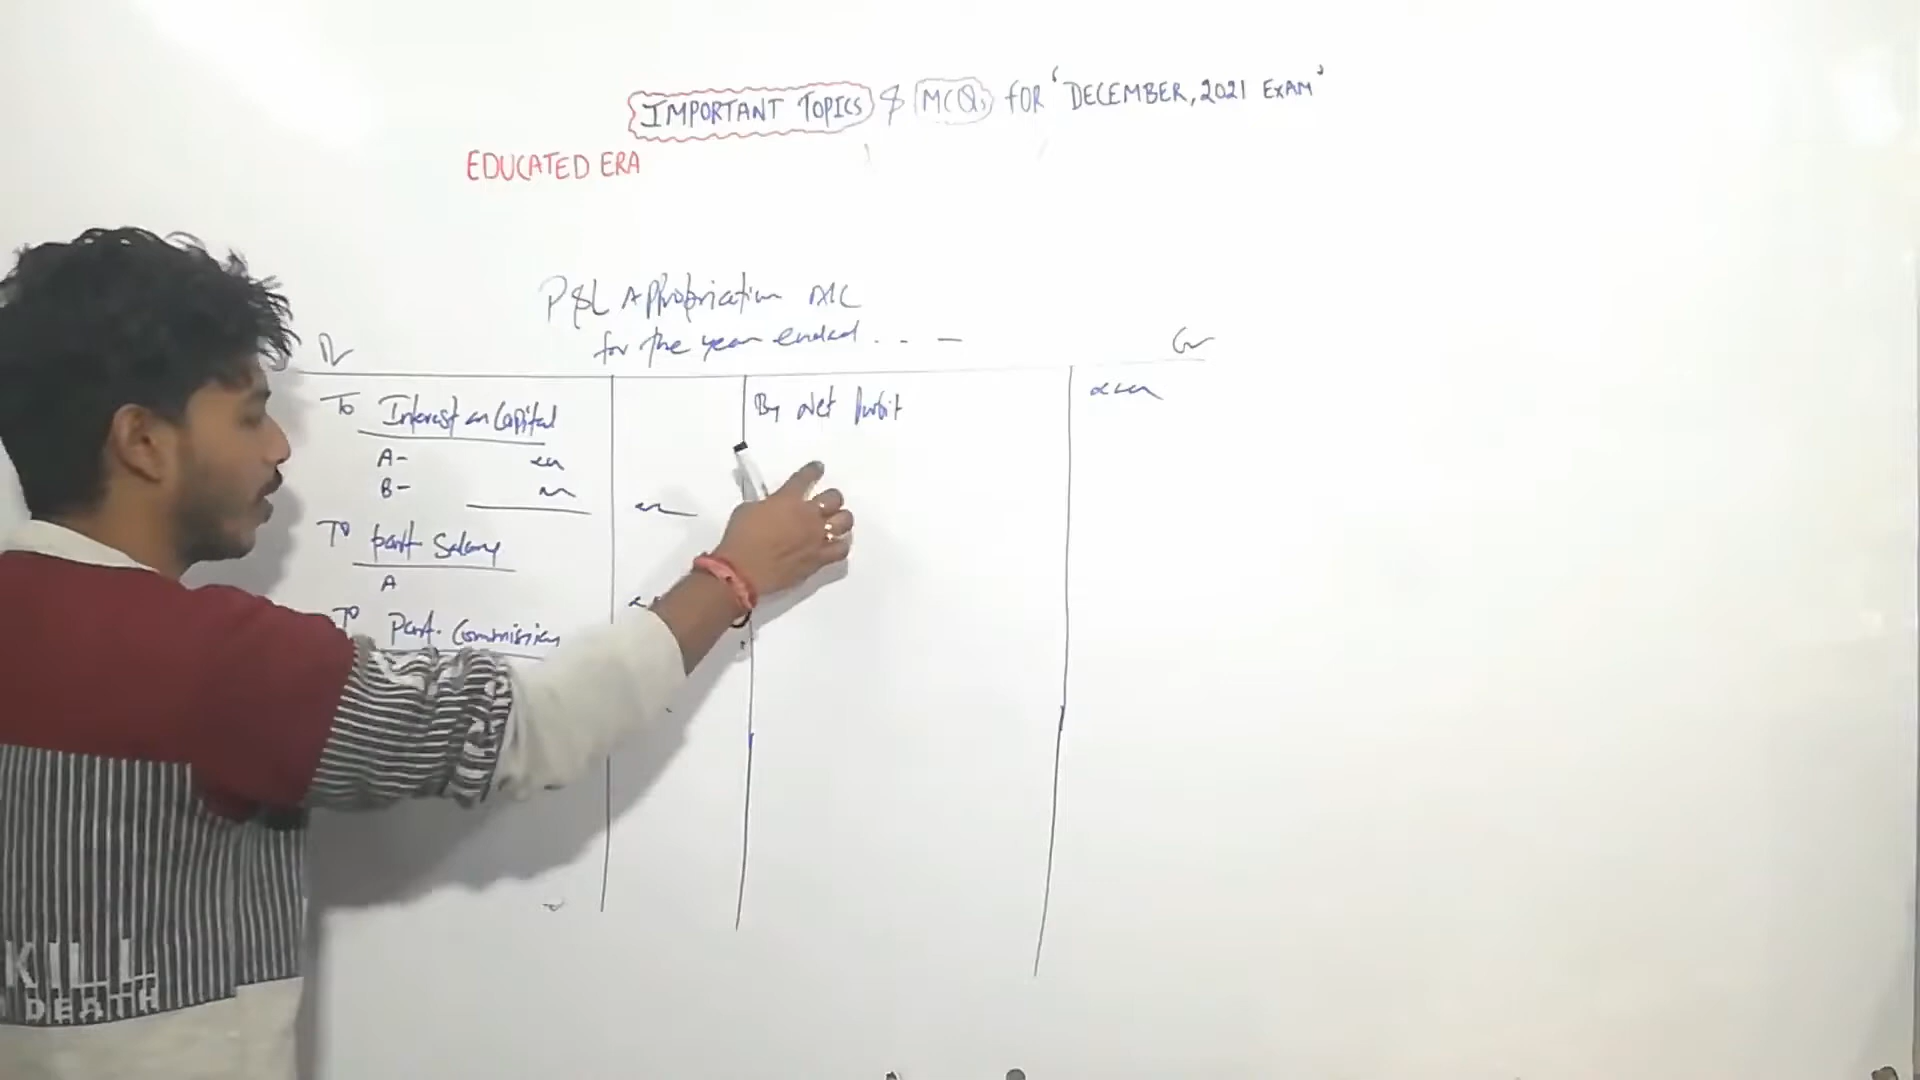 IMPORTANT TOPICS & MCQs FOR 'DECEMBER, 2021 EXAM'
EDUCATED ERA
P&L Appropriation A/C
for the year ended . . -
Dr Cr
To Interest on Capital
By Net Profit
A-
B-
To part Salary
A
To Part. Commission
KILL
DEATH